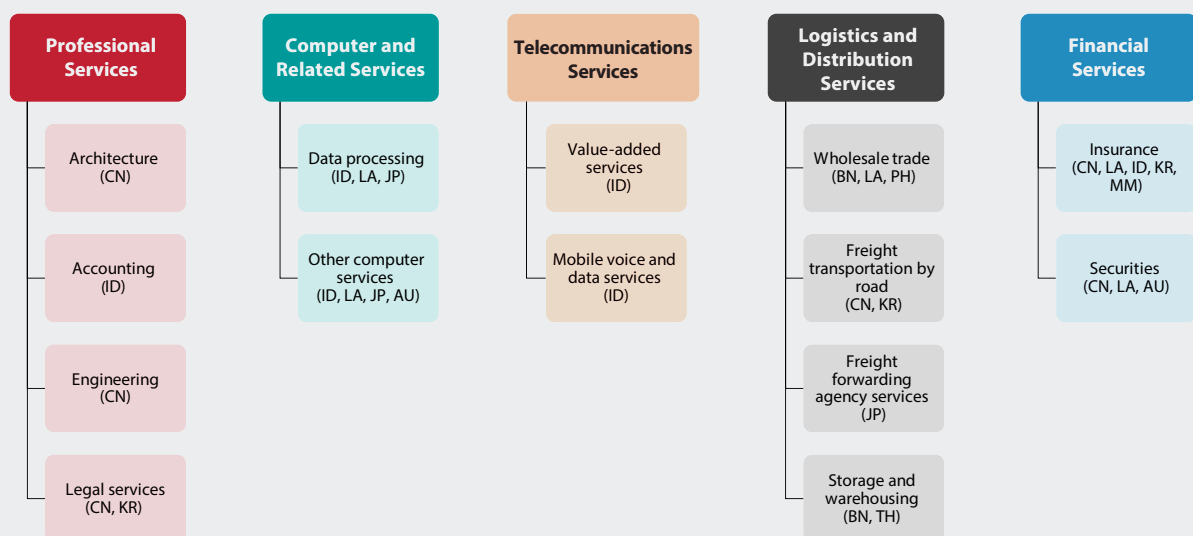 Professional
Services
Architecture
(CN)
Accounting
(ID)
Engineering
(CN)
Legal services
(CN, KR)
Computer and
Related Services
Data processing
(ID, LA, JP)
Other computer
services
(ID, LA, JP, AU)
Telecommunications
Services
Value-added
services
(ID)
Mobile voice and
data services
(ID)
Logistics and
Distribution
Services
Wholesale trade
(BN, LA, PH)
Freight
transportation by
road
(CN, KR)
Freight
forwarding
agency services
(JP)
Storage and
warehousing
(BN, TH)
Financial
Services
Insurance
(CN, LA, ID, KR,
MM)
Securities
(CN, LA, AU)